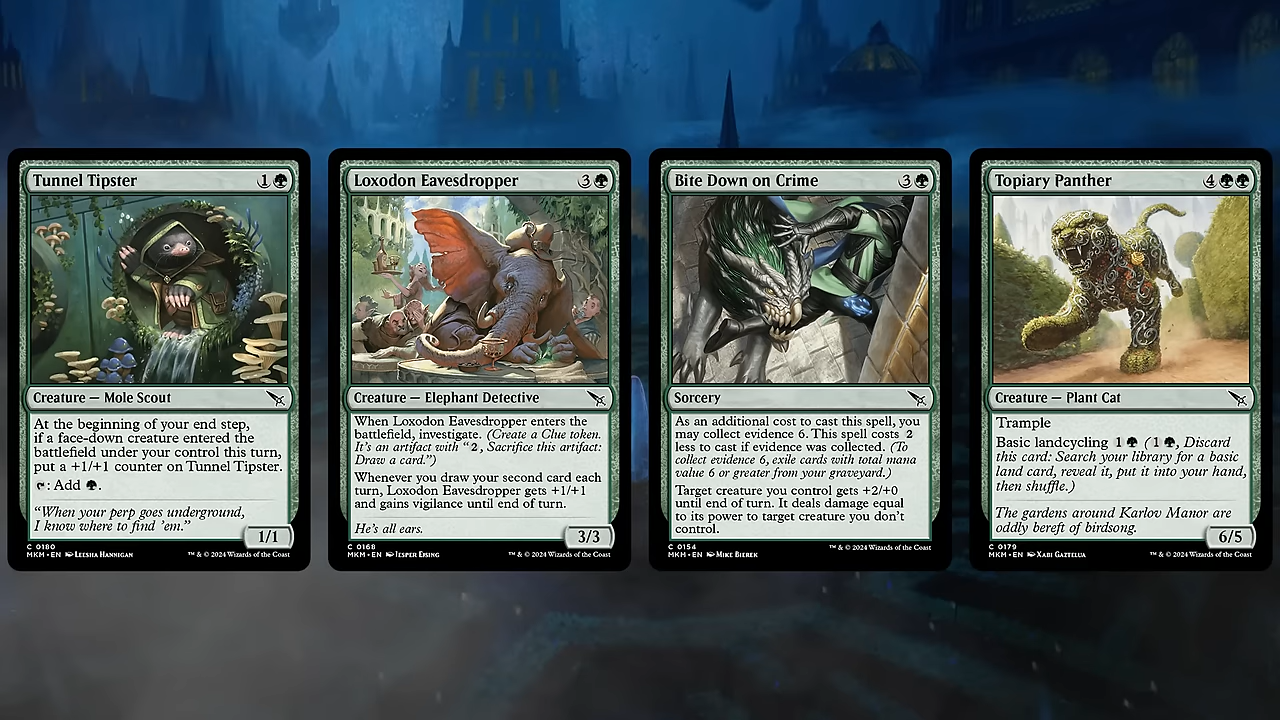 Tunnel Tipster 1
Creature — Mole Scout
At the beginning of your end step,
if a face-down creature entered the
battlefield under your control this turn,
put a +1/+1 counter on Tunnel Tipster.
: Add .
“When your perp goes underground,
I know where to find ’em.”
1/1
C 0180
MKM • EN Leesha Hannigan ™ & © 2024 Wizards of the Coast
Loxodon Eavesdropper 3
Creature — Elephant Detective
When Loxodon Eavesdropper enters the
battlefield, investigate. (Create a Clue token.
It’s an artifact with “2, Sacrifice this artifact:
Draw a card.”)
Whenever you draw your second card each
turn, Loxodon Eavesdropper gets +1/+1
and gains vigilance until end of turn.
He’s all ears.
3/3
C 0168
MKM • EN Jesper Ejsing ™ & © 2024 Wizards of the Coast
Bite Down on Crime 3
Sorcery
As an additional cost to cast this spell, you
may collect evidence 6. This spell costs 2
less to cast if evidence was collected. (To
collect evidence 6, exile cards with total mana
value 6 or greater from your graveyard.)
Target creature you control gets +2/+0
until end of turn. It deals damage equal
to its power to target creature you don’t
control.
C 0154
MKM • EN Mike Bierek ™ & © 2024 Wizards of the Coast
Topiary Panther 4
Creature — Plant Cat
Trample
Basic landcycling 1 (1, Discard
this card: Search your library for a basic
land card, reveal it, put it into your hand,
then shuffle.)
The gardens around Karlov Manor are
oddly bereft of birdsong.
6/5
C 0179
MKM • EN Xabi Gaztelua ™ & © 2024 Wizards of the Coast